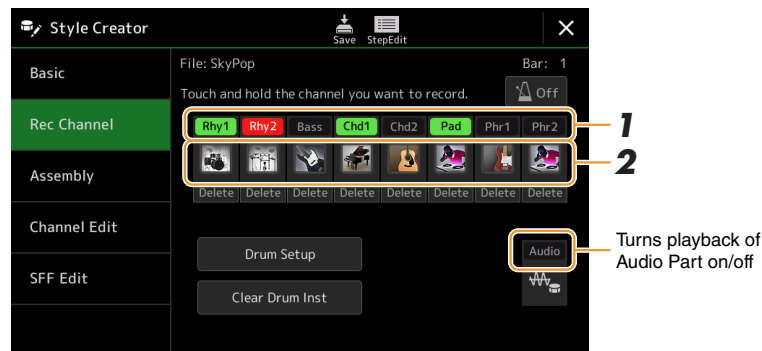 Style Creator
Save StepEdit
Basic
Rec Channel
Assembly
Channel Edit
SFF Edit
File: SkyPop Bar: 1
Touch and hold the channel you want to record. Off
Rhy1 Rhy2 Bass Chd1 Chd2 Pad Phr1 Phr2
1
2
Delete Delete Delete Delete Delete Delete Delete Delete
Drum Setup
Clear Drum Inst
Audio
Turns playback of
Audio Part on/off